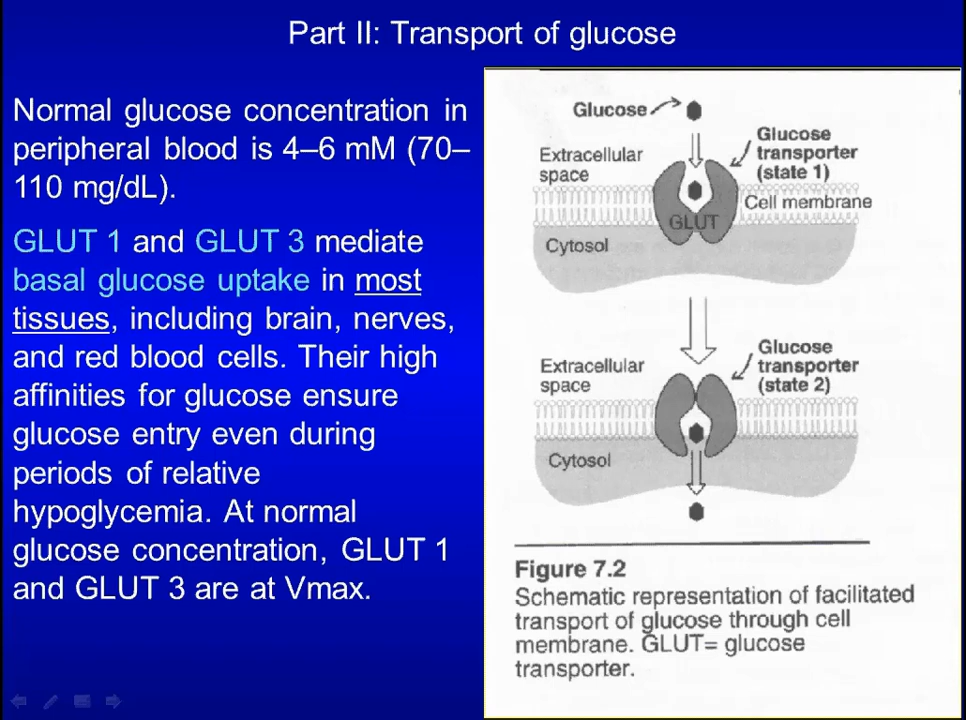 Part II: Transport of glucose
Normal glucose concentration in
peripheral blood is 4–6 mM (70–
110 mg/dL).
GLUT 1 and GLUT 3 mediate
basal glucose uptake in most
tissues, including brain, nerves,
and red blood cells. Their high
affinities for glucose ensure
glucose entry even during
periods of relative
hypoglycemia. At normal
glucose concentration, GLUT 1
and GLUT 3 are at Vmax.
Glucose
Glucose
transporter
(state 1)
Extracellular
space
Cell membrane
GLUT
Cytosol
Glucose
transporter
(state 2)
Extracellular
space
Cytosol
Figure 7.2
Schematic representation of facilitated
transport of glucose through cell
membrane. GLUT= glucose
transporter.